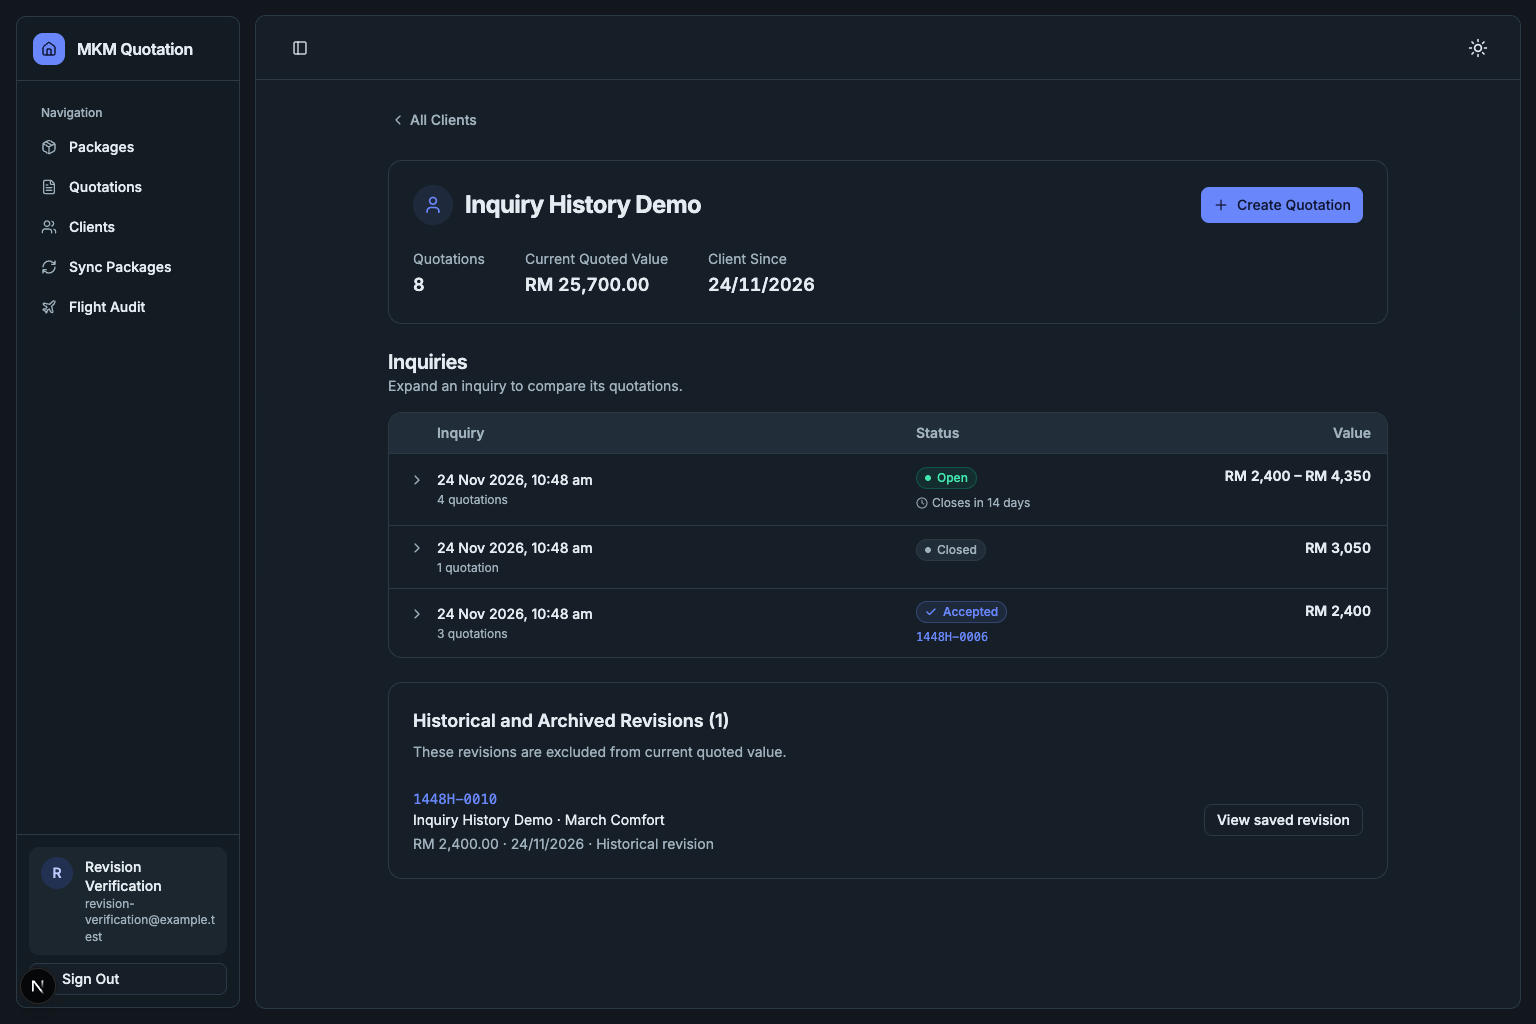 MKM Quotation
Navigation
Packages
Quotations
Clients
Sync Packages
Flight Audit
Revision
Verification
revision-
verification@example.t
est
Sign Out
N
All Clients
Inquiry History Demo
Create Quotation
Quotations
8
Current Quoted Value
RM 25,700.00
Client Since
24/11/2026
Inquiries
Expand an inquiry to compare its quotations.
Inquiry Status Value
24 Nov 2026, 10:48 am
4 quotations
Open
Closes in 14 days
RM 2,400 – RM 4,350
24 Nov 2026, 10:48 am
1 quotation
Closed
RM 3,050
24 Nov 2026, 10:48 am
3 quotations
Accepted
1448H-0006
RM 2,400
Historical and Archived Revisions (1)
These revisions are excluded from current quoted value.
1448H-0010
Inquiry History Demo · March Comfort
RM 2,400.00 · 24/11/2026 · Historical revision
View saved revision
R